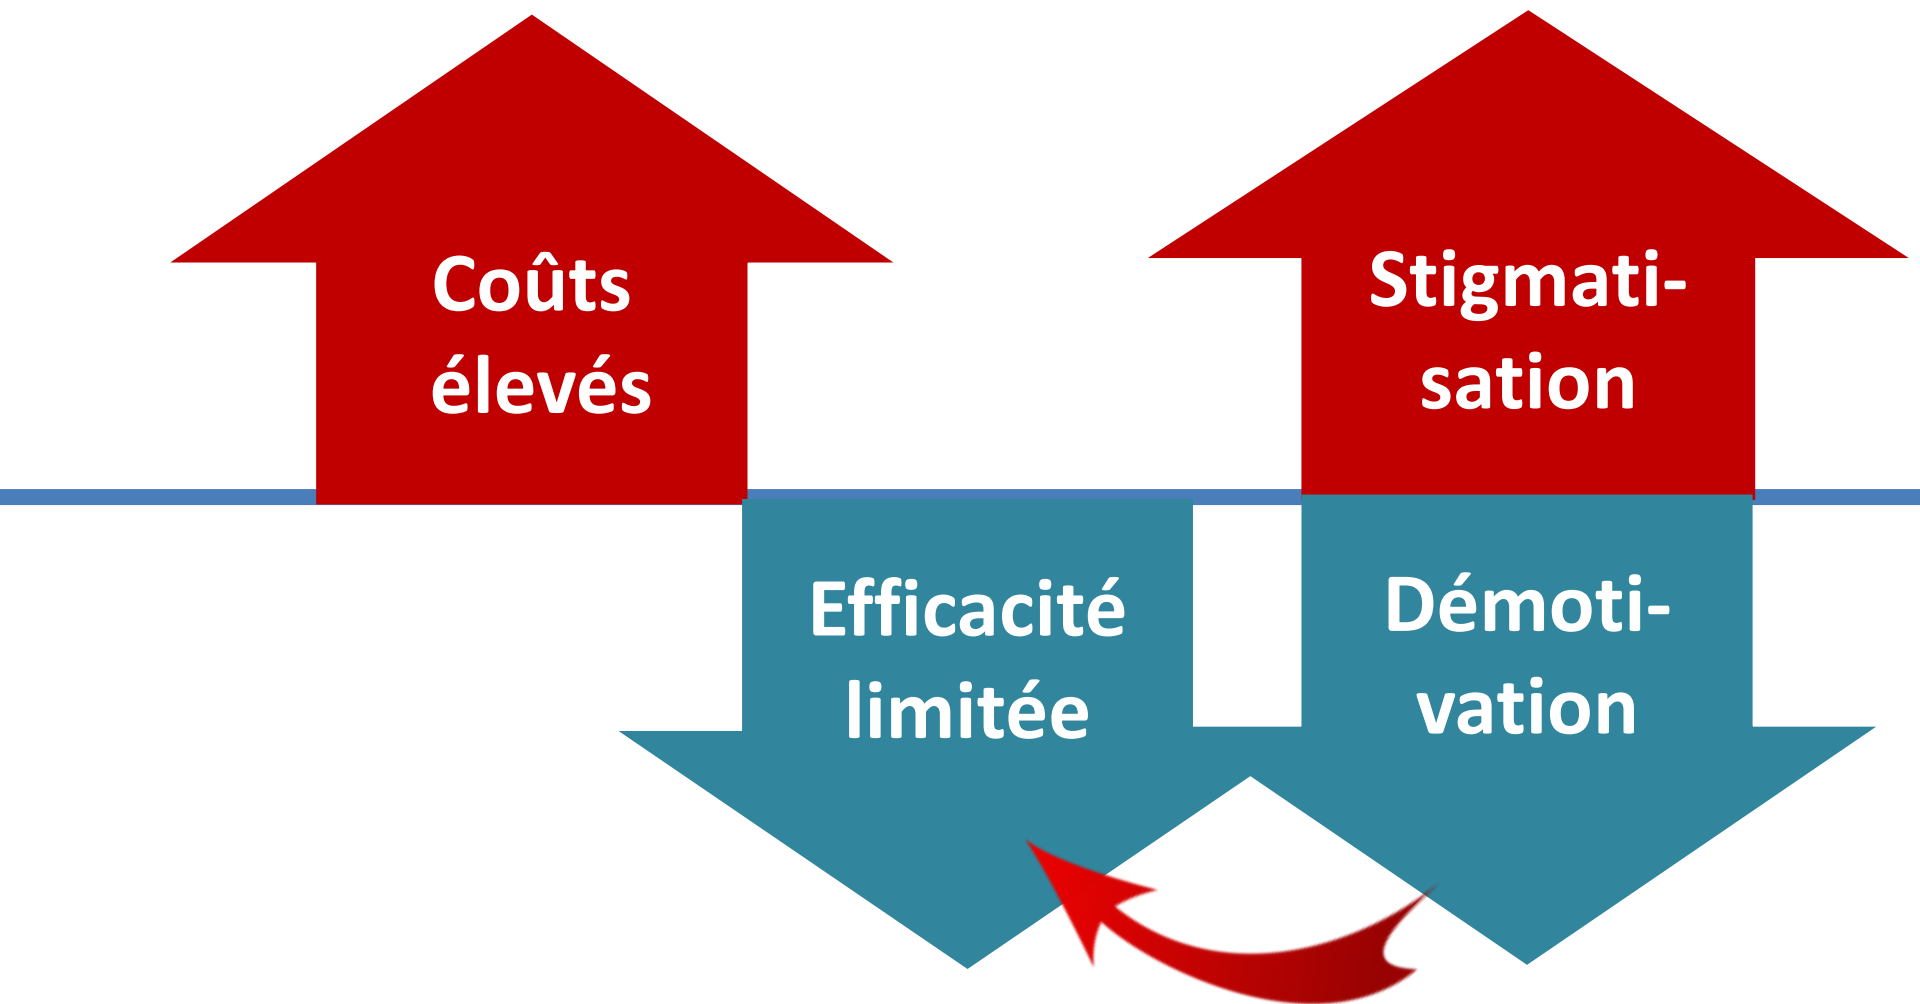 Coûts
élevés
Stigmati-
sation
Efficacité
limitée
Démoti-
vation